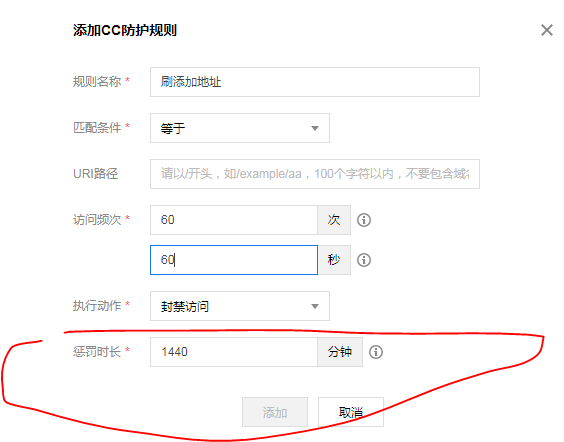 添加CC防护规则
规则名称 * 刷添加地址
匹配条件 * 等于
URI路径 请以/开头，如/example/aa，100个字符以内，不要包含域
访问频次 * 60 次
60 秒
执行动作 * 封禁访问
惩罚时长 * 1440 分钟
添加 取消